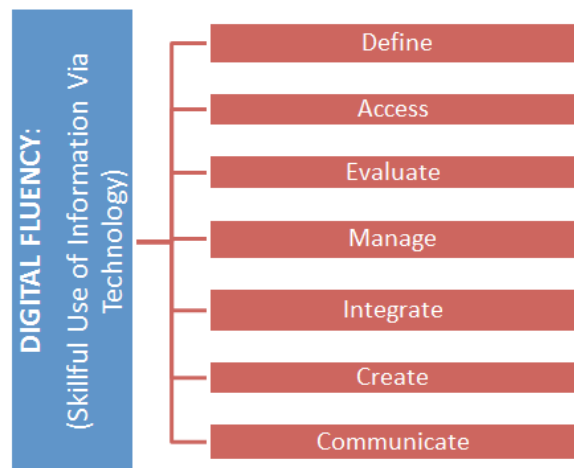 DIGITAL FLUENCY:
(Skillful Use of Information Via
Technology)
Define
Access
Evaluate
Manage
Integrate
Create
Communicate